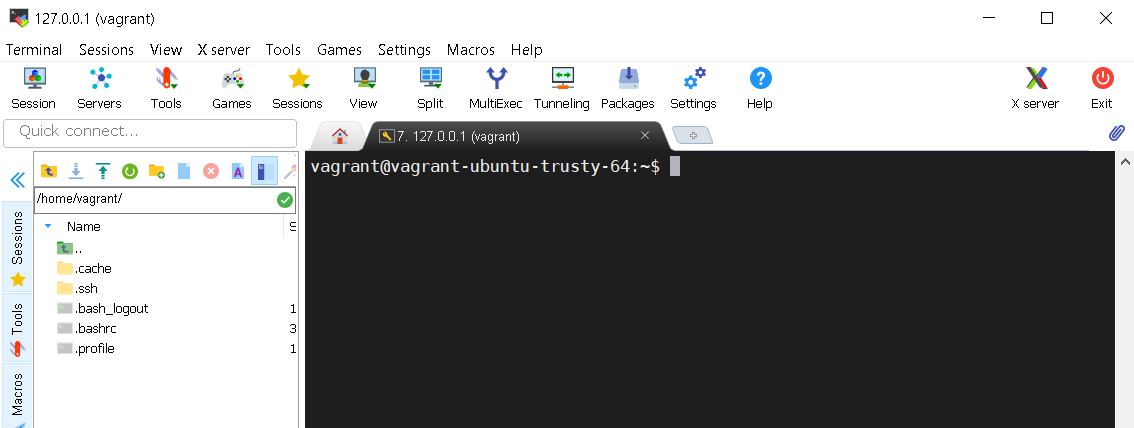 127.0.0.1 (vagrant)
Terminal Sessions View X server Tools Games Settings Macros Help
Session Servers Tools Games Sessions View Split MultiExec Tunneling Packages Settings Help X server Exit
Quick connect...
7. 127.0.0.1 (vagrant)
vagrant@vagrant-ubuntu-trusty-64:~$
/home/vagrant/
Name S
..
.cache
.ssh
.bash_logout 1
.bashrc 3
.profile 1
Sessions
Tools
Macros